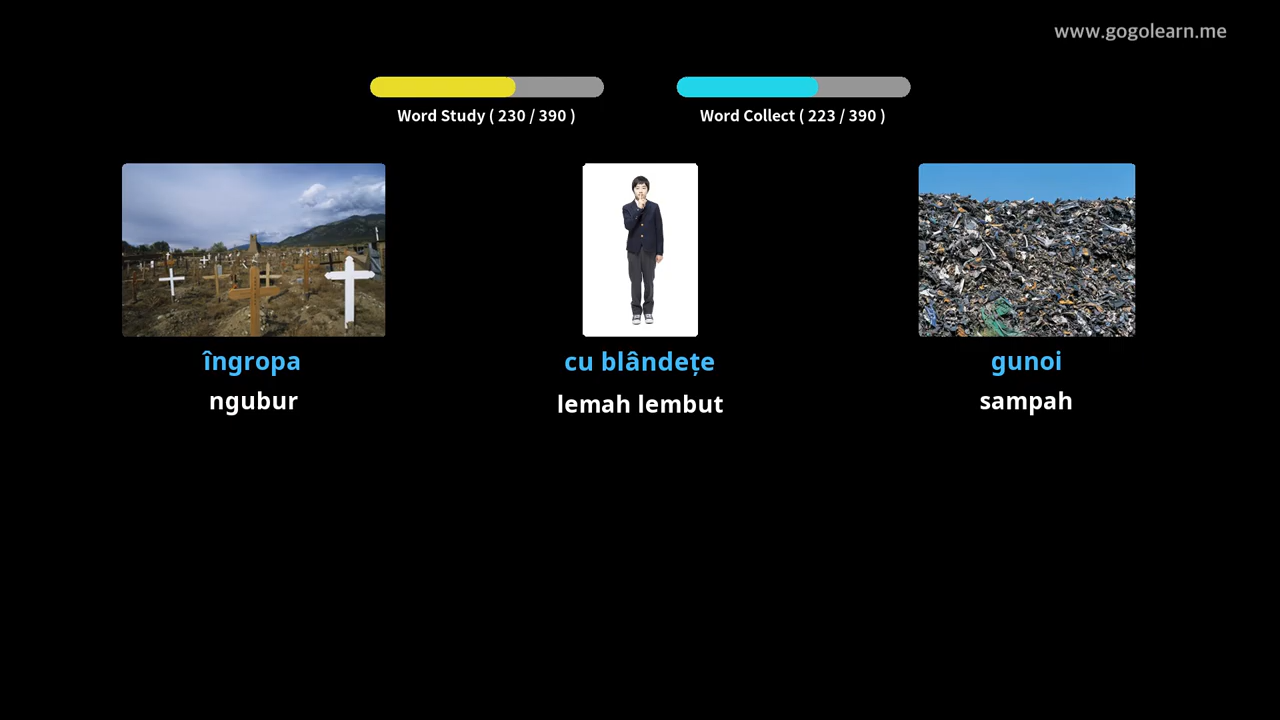 www.gogolearn.me
Word Study ( 230 / 390 )
Word Collect ( 223 / 390 )
îngropa
ngubur
cu blândețe
lemah lembut
gunoi
sampah